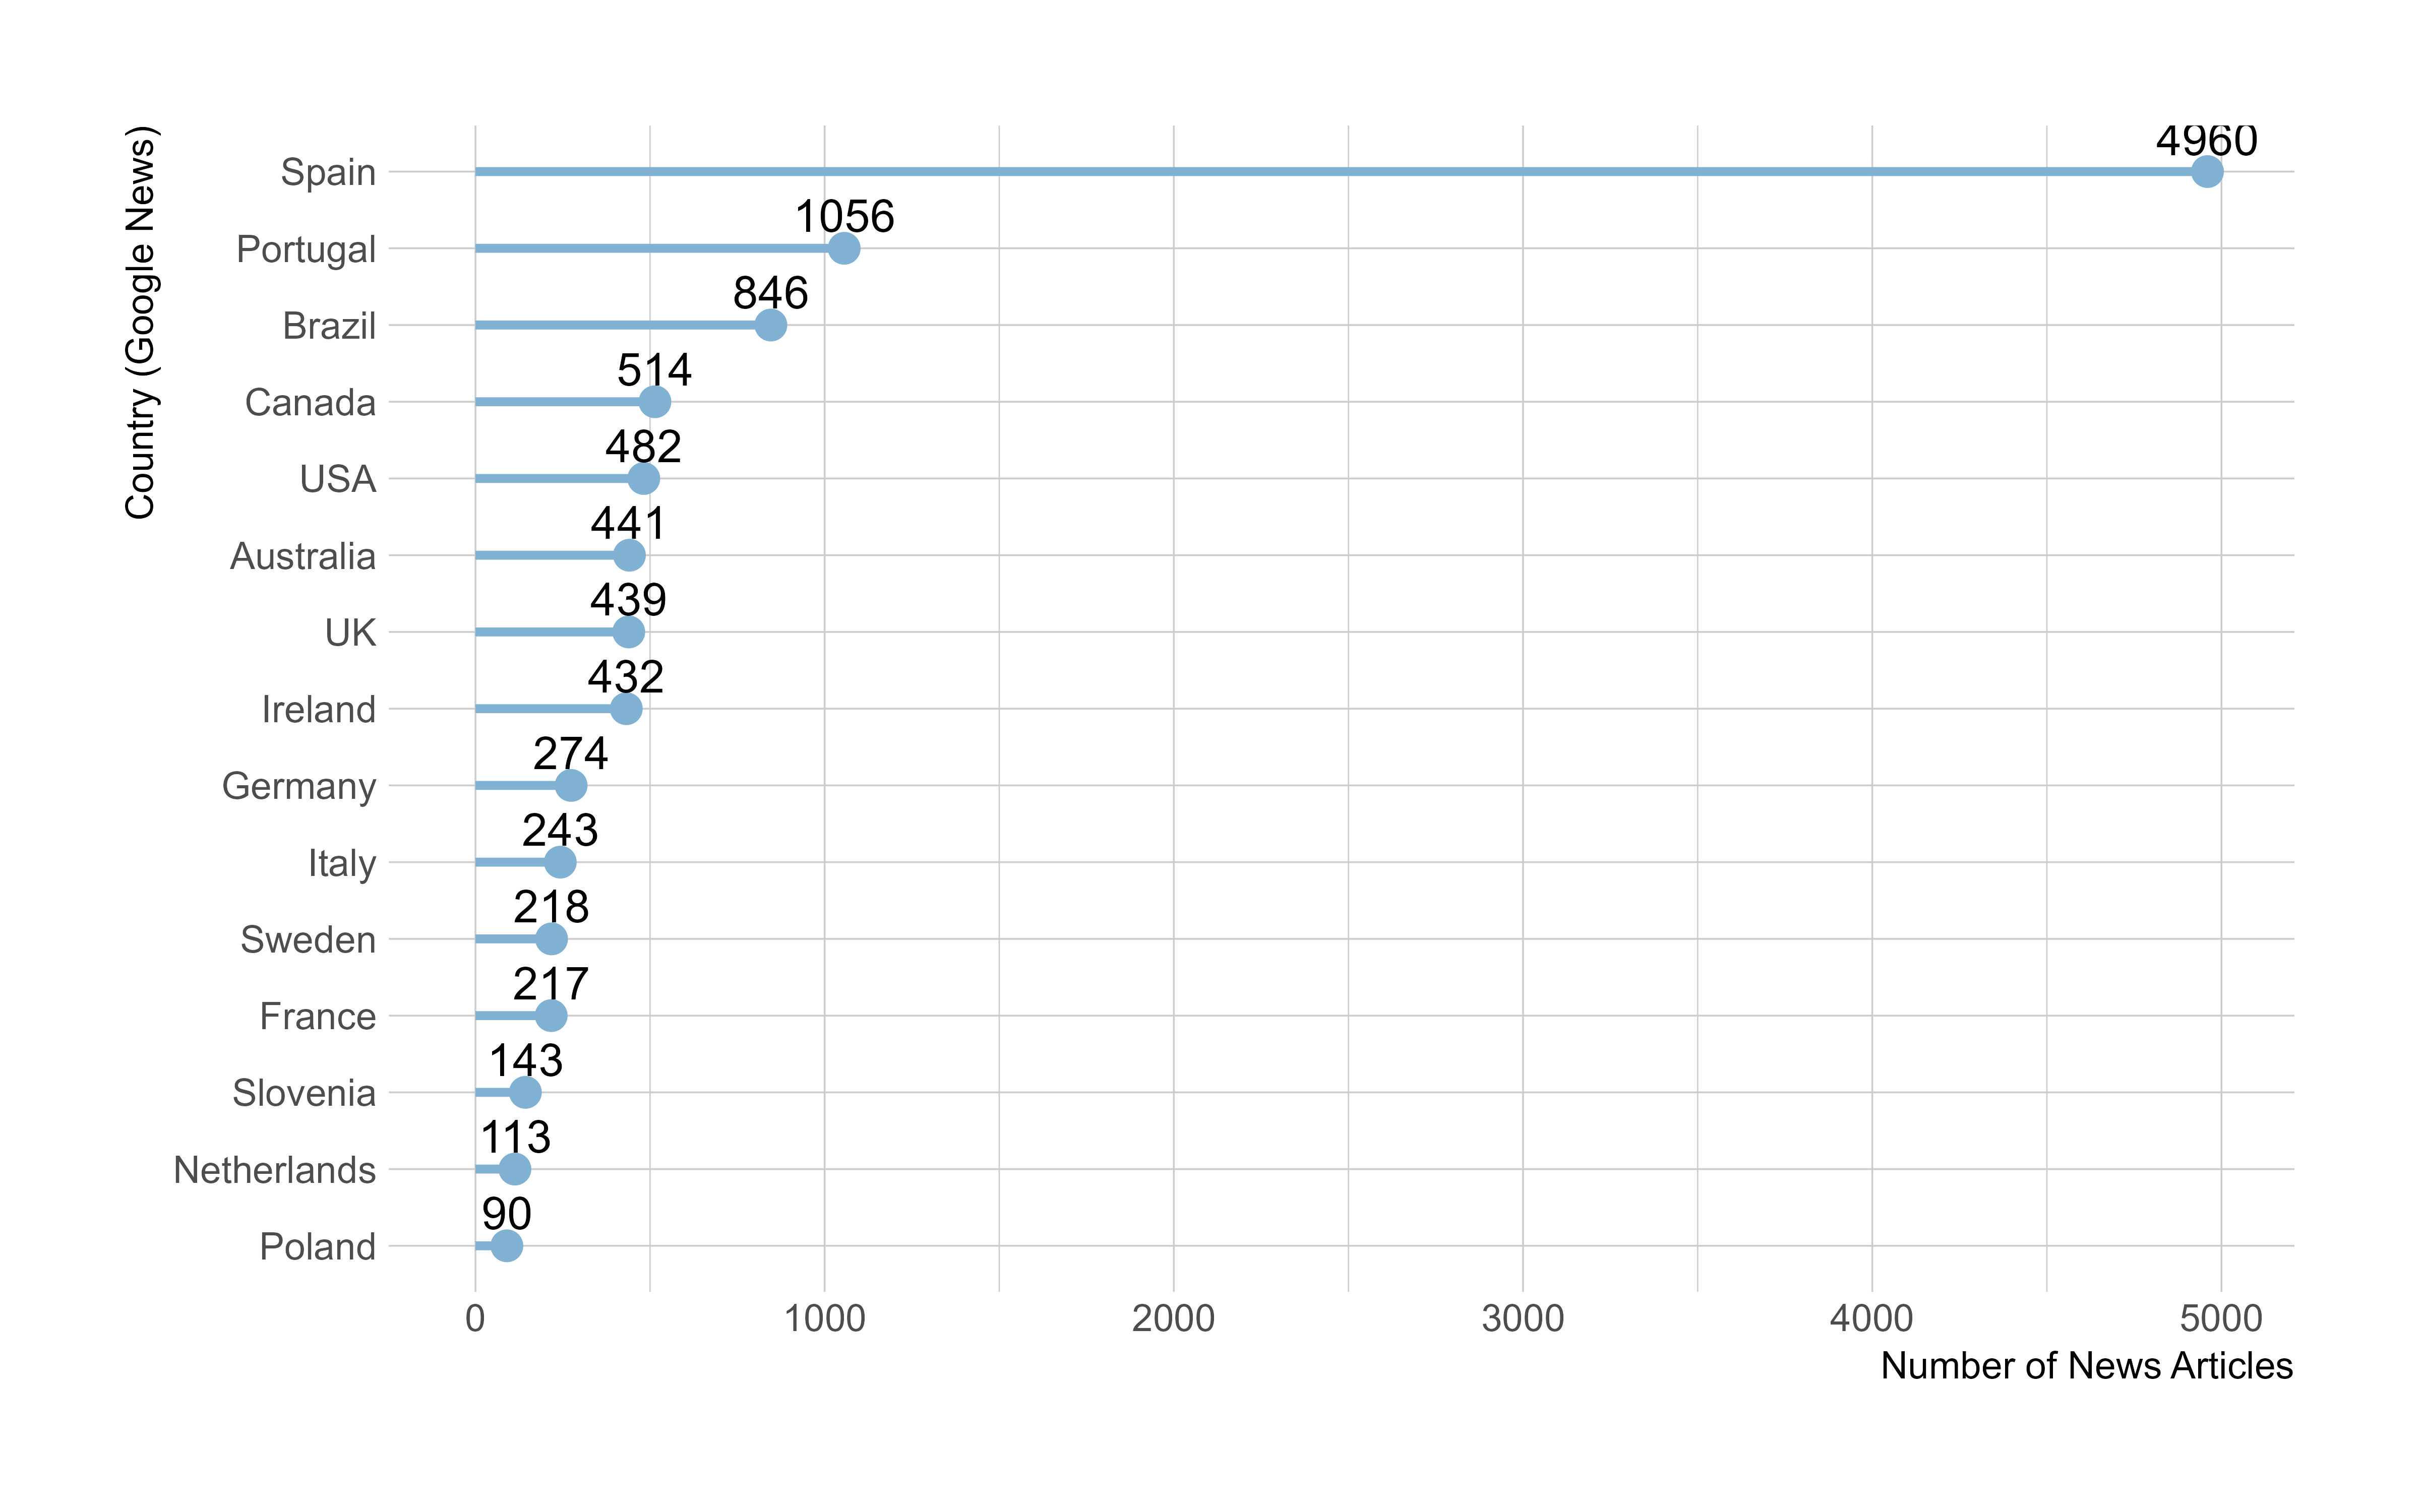 Country (Google News)
Spain
4960
Portugal
1056
Brazil
846
Canada
514
USA
482
Australia
441
UK
439
Ireland
432
Germany
274
Italy
243
Sweden
218
France
217
Slovenia
143
Netherlands
113
Poland
90
0 1000 2000 3000 4000 5000
Number of News Articles